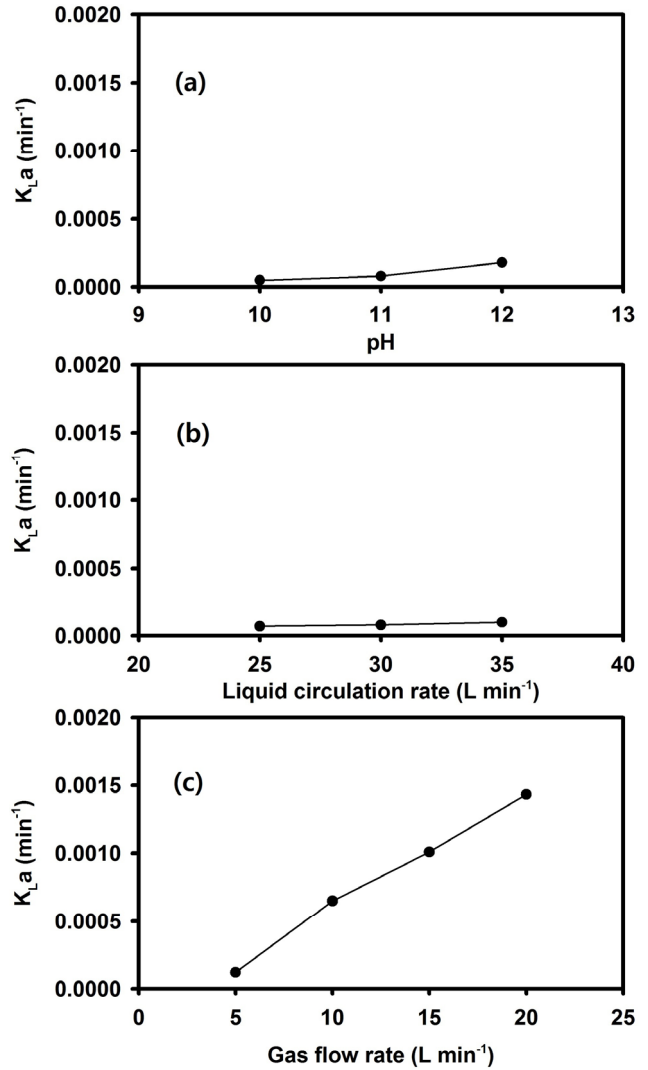 0.0020
(a)
0.0015
K_La (min⁻¹)
0.0010
0.0005
0.0000
9 10 11 12 13
pH
0.0020
(b)
0.0015
K_La (min⁻¹)
0.0010
0.0005
0.0000
20 25 30 35 40
Liquid circulation rate (L min⁻¹)
0.0020
(c)
0.0015
K_La (min⁻¹)
0.0010
0.0005
0.0000
0 5 10 15 20 25
Gas flow rate (L min⁻¹)